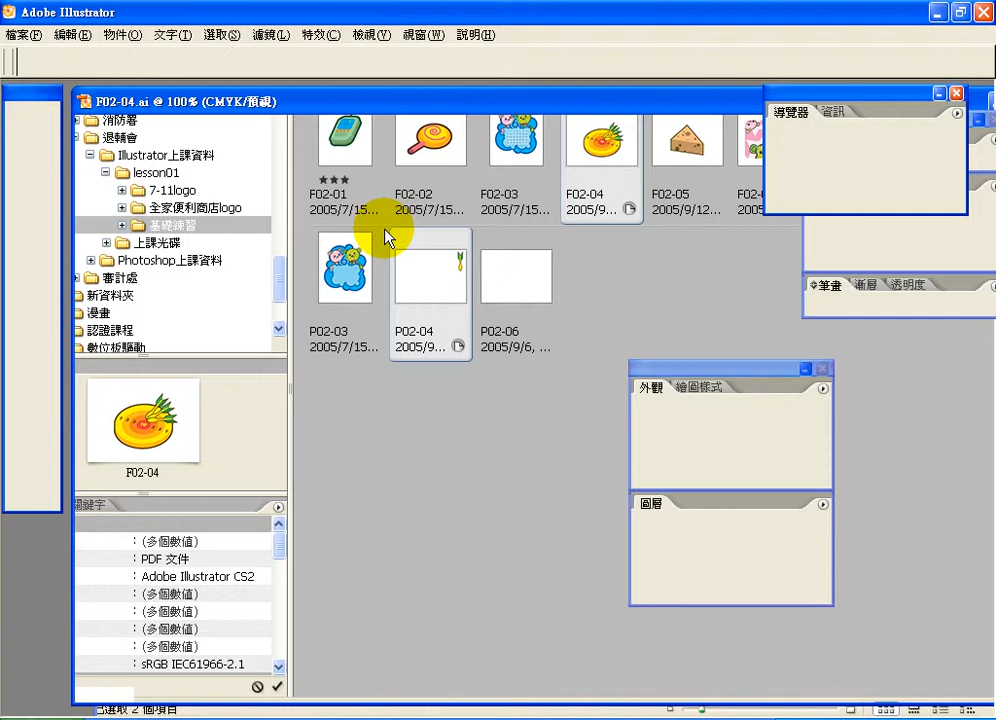 Adobe Illustrator
檔案(F) 編輯(E) 物件(O) 文字(T) 選取(S) 濾鏡(L) 特效(C) 檢視(V) 視窗(W) 說明(H)
F02-04.ai @ 100% (CMYK/預視)
消防署
退輔會
Illustrator上課資料
lesson01
7-11logo
全家便利商店logo
基礎練習
上課光碟
Photoshop上課資料
審計處
新資料夾
漫畫
認證課程
數位板驅動
F02-01
2005/7/15...
F02-02
2005/7/15...
F02-03
2005/7/15...
F02-04
2005/9...
F02-05
2005/9/12...
P02-03
2005/7/15...
P02-04
2005/9...
P02-06
2005/9/6, ...
導覽器 資訊
筆畫 漸層 透明度
外觀 繪圖樣式
圖層
F02-04
關鍵字
: (多個數值)
: PDF 文件
: Adobe Illustrator CS2
: (多個數值)
: (多個數值)
: (多個數值)
: (多個數值)
: sRGB IEC61966-2.1
已選取 2 個項目